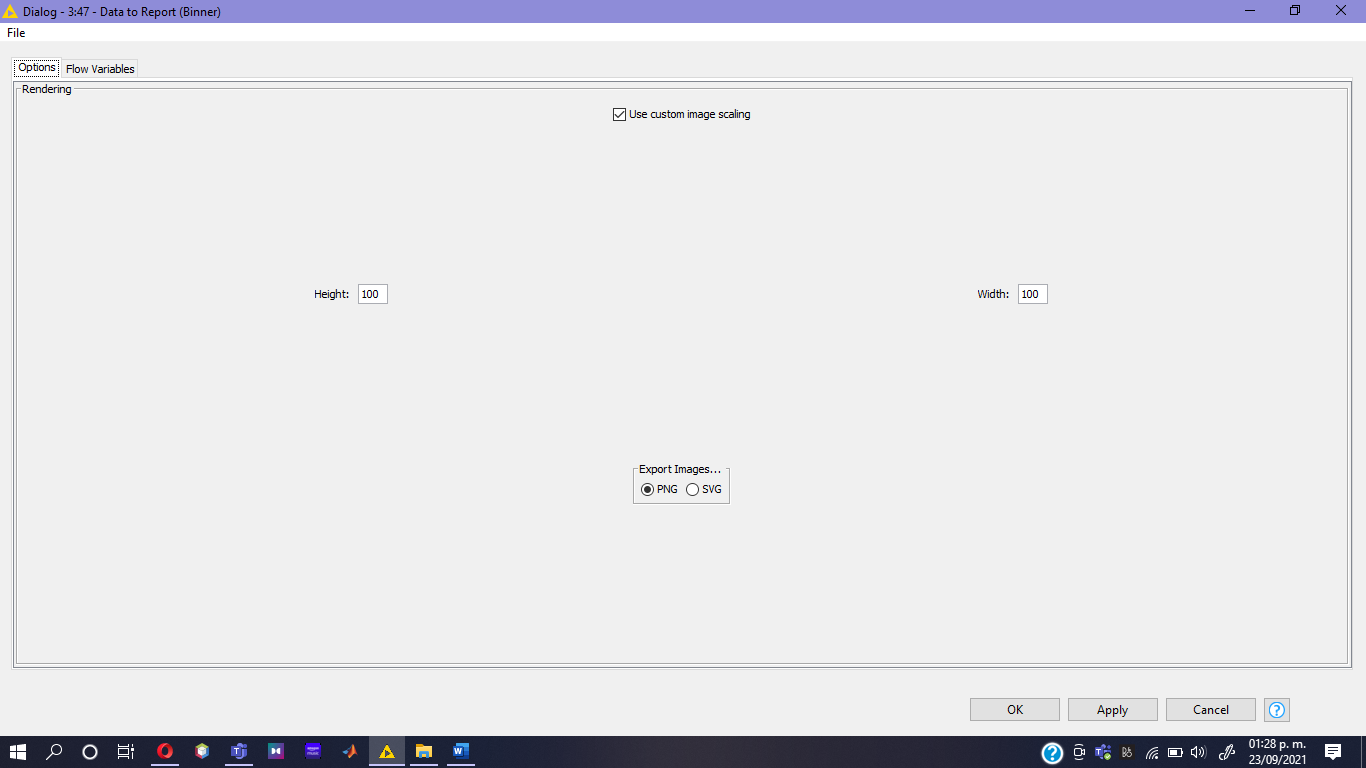 Dialog - 3:47 - Data to Report (Binner)
File
Options Flow Variables
Rendering
Use custom image scaling
Height: 100 Width: 100
Export Images...
PNG SVG
OK Apply Cancel
01:28 p. m.
23/09/2021